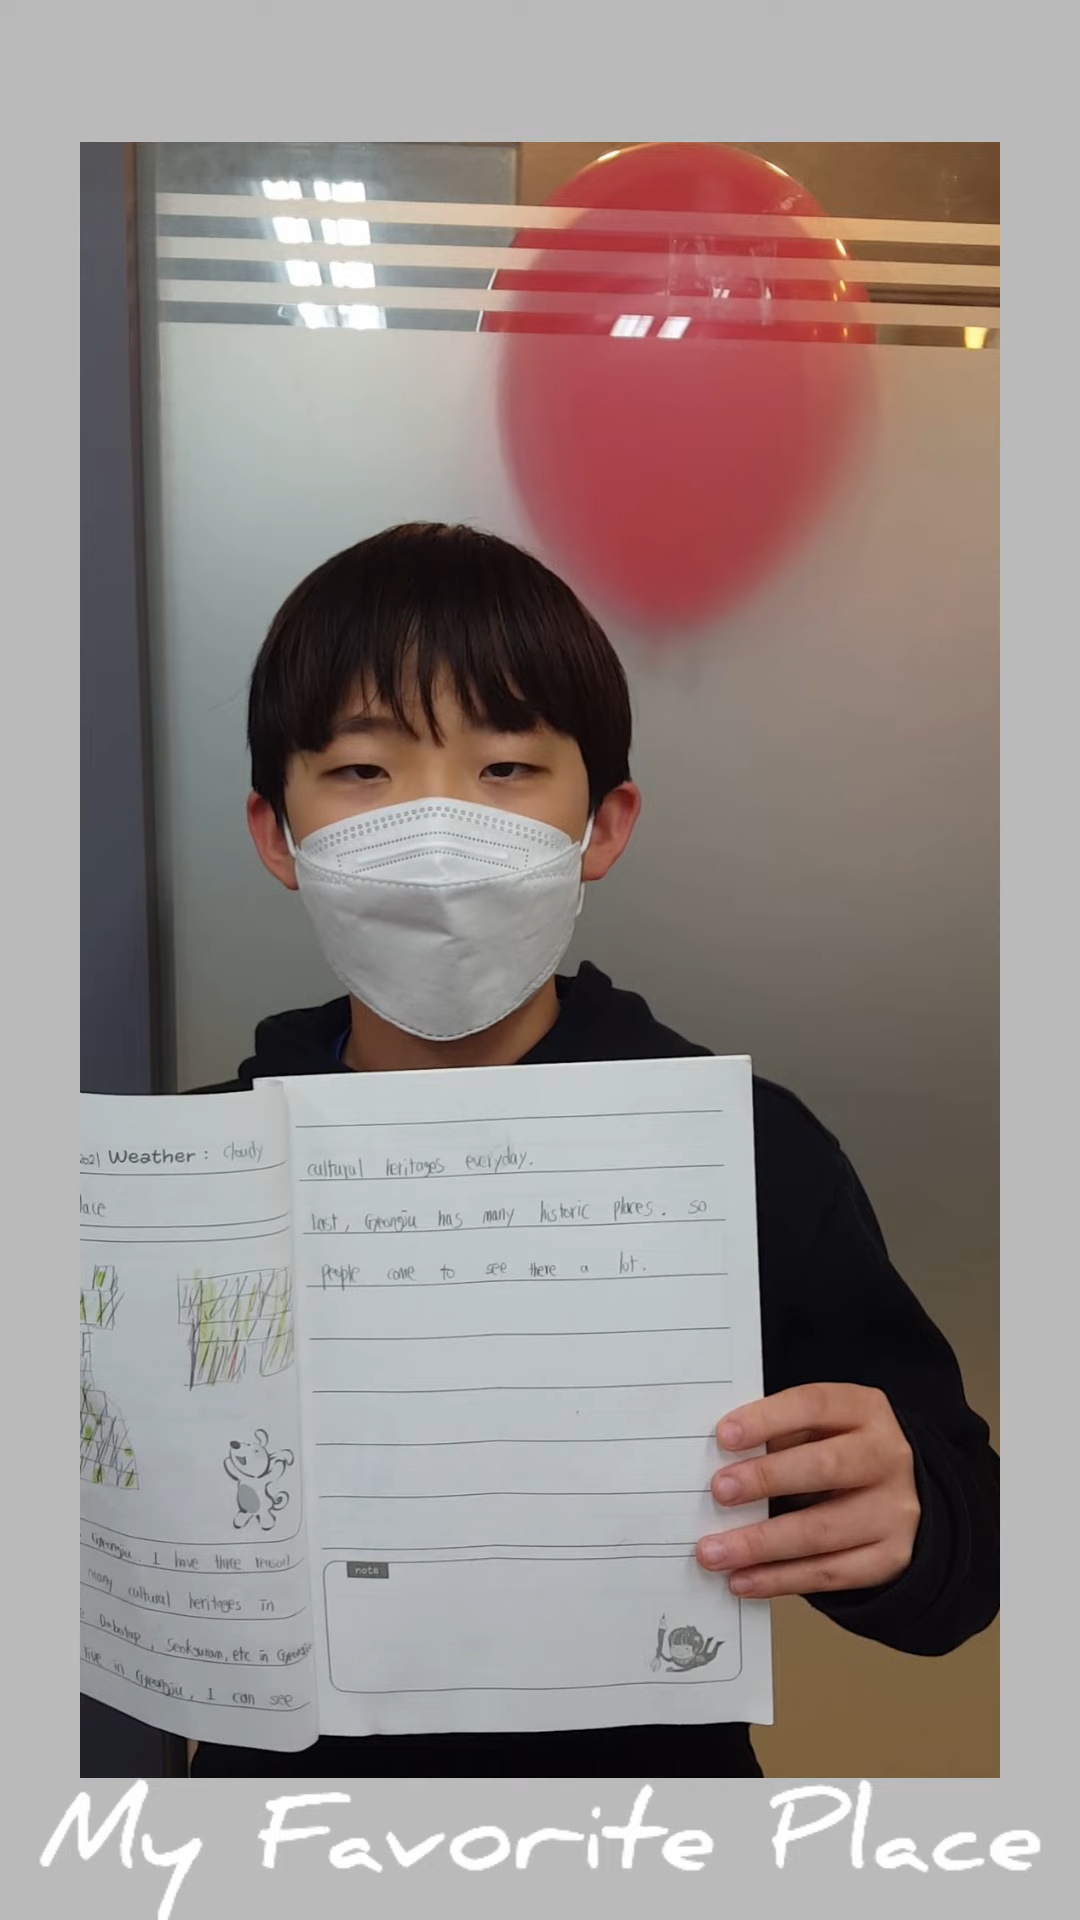 2021 Weather : Cloudy
lace
Gyeongju. I have three reason
many cultural heritages in
Dabotap, Seokguram, etc in Gyeongju
live in Gyeongju, I can see
cultural heritages everyday.
last, Gyeongju has many historic places. so
people come to see there a lot.
note
My Favorite Place